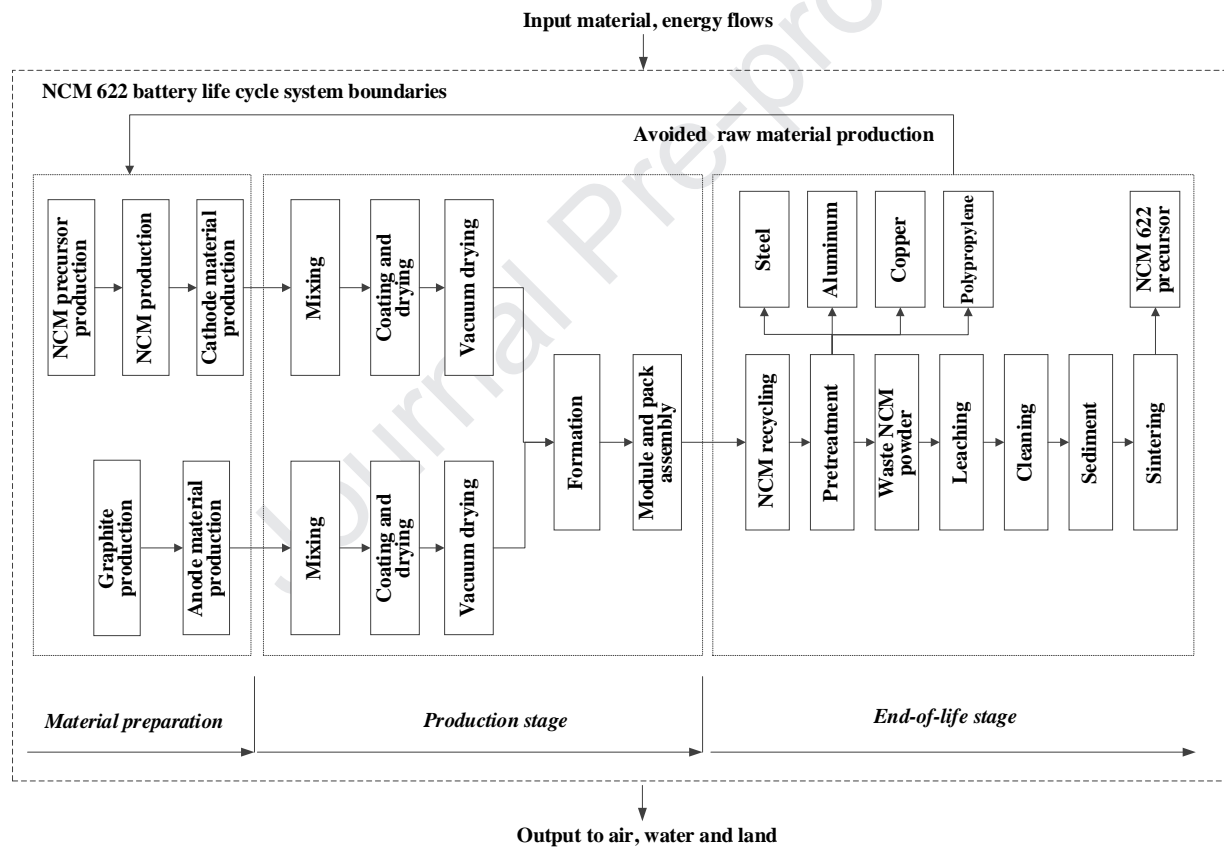 Input material, energy flows
NCM 622 battery life cycle system boundaries
Avoided raw material production
NCM precursor
production
NCM production
Cathode material
production
Mixing
Coating and
drying
Vacuum drying
Steel
Aluminum
Copper
Polypropylene
NCM 622
precursor
Graphite
production
Anode material
production
Mixing
Coating and
drying
Vacuum drying
Formation
Module and pack
assembly
NCM recycling
Pretreatment
Waste NCM
powder
Leaching
Cleaning
Sediment
Sintering
Material preparation
Production stage
End-of-life stage
Output to air, water and land
Journal Pre-pro